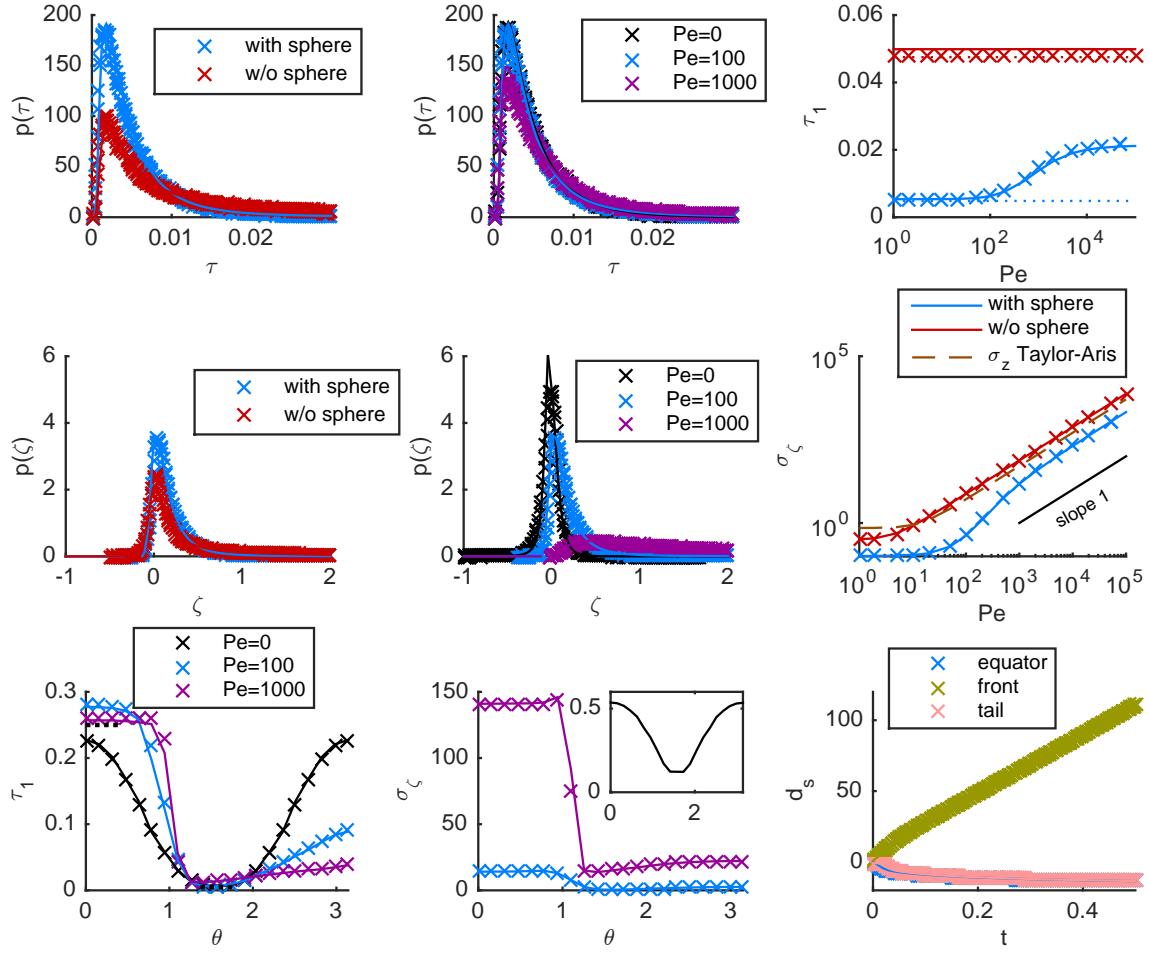 200
150
100
50
0
p(τ)
0
0.01
0.02
τ
with sphere
w/o sphere
200
150
100
50
0
p(τ)
0
0.01
0.02
τ
Pe=0
Pe=100
Pe=1000
0.06
0.04
0.02
0
τ1
10^0
10^2
10^4
Pe
6
4
2
0
p(ζ)
-1
0
1
2
ζ
with sphere
w/o sphere
6
4
2
0
p(ζ)
-1
0
1
2
ζ
Pe=0
Pe=100
Pe=1000
with sphere
w/o sphere
σz Taylor-Aris
10^5
10^0
σζ
slope 1
10^0
10^1
10^2
10^3
10^4
10^5
Pe
Pe=0
Pe=100
Pe=1000
0.3
0.2
0.1
0
τ1
0
1
2
3
θ
150
100
50
0
σζ
0
1
2
3
θ
0.5
0
0
2
equator
front
tail
100
50
0
ds
0
0.2
0.4
t